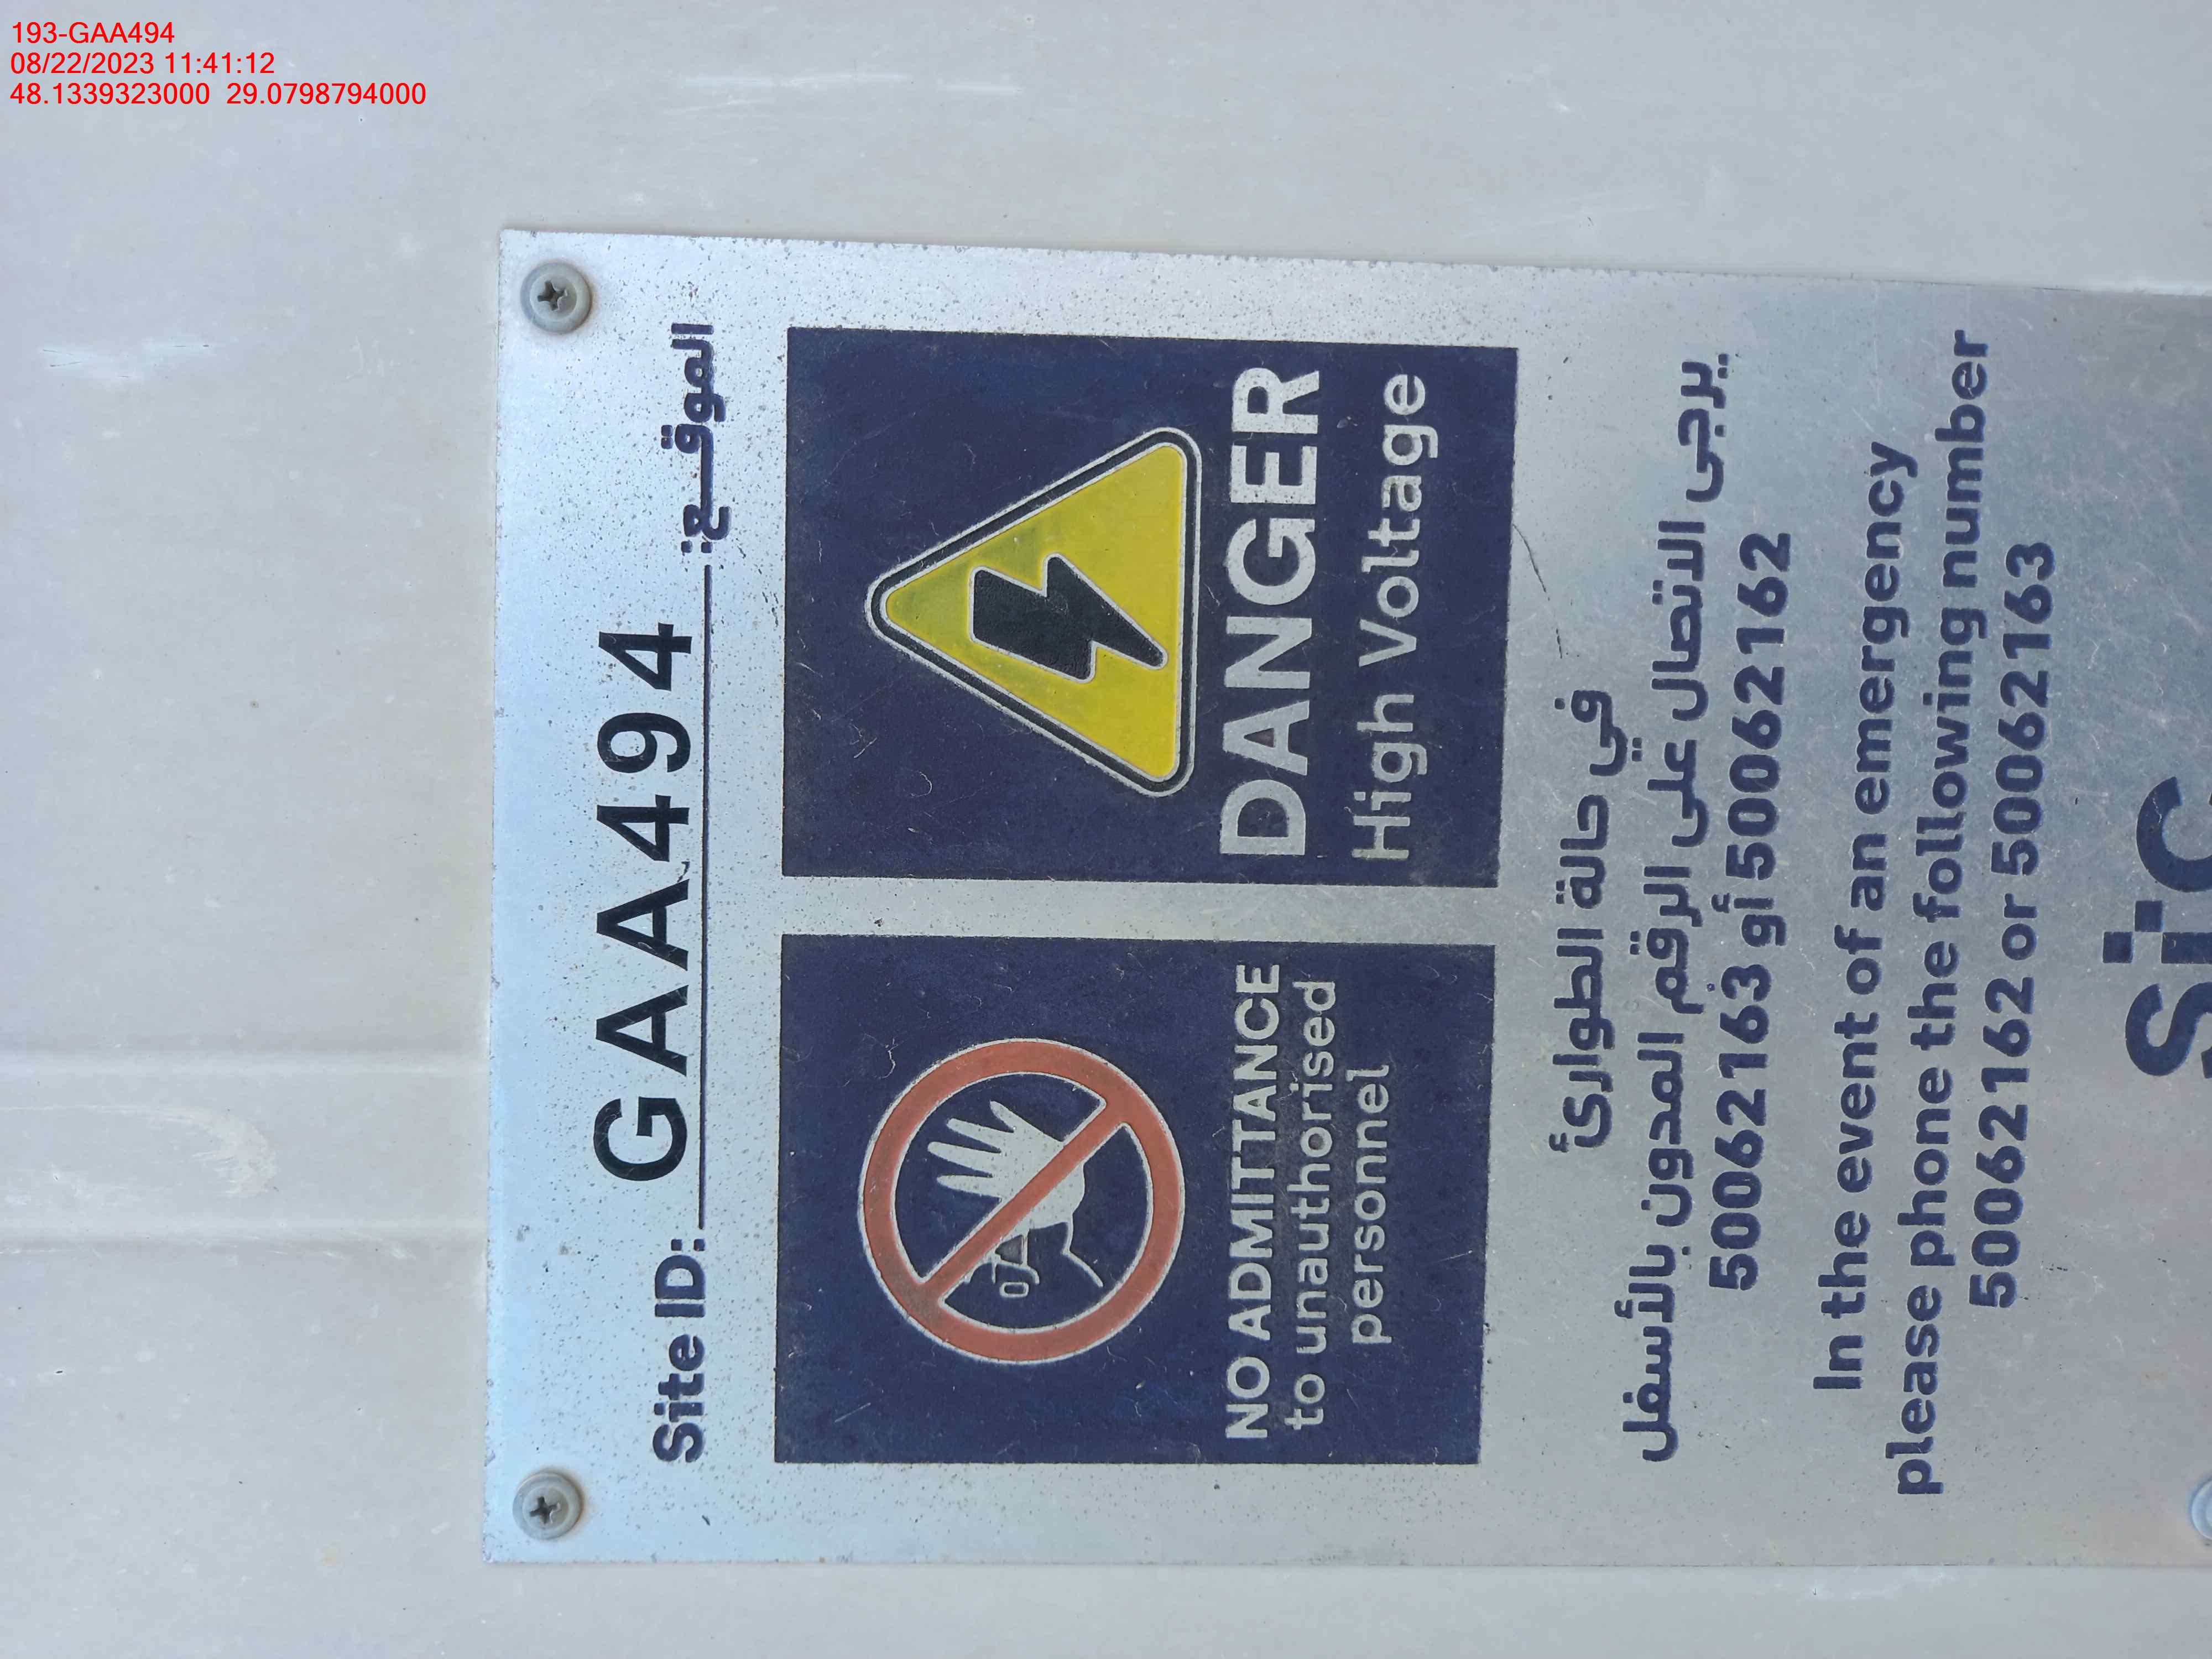 193-GAA494
08/22/2023 11:41:12
48.1339323000 29.0798794000
Site ID: GAA494 الموقع:
NO ADMITTANCE
to unauthorised
personnel
DANGER
High Voltage
في حالة الطوارئ
يرجى الاتصال على الرقم المدون بالأسفل
50062162 أو 50062163
In the event of an emergency
please phone the following number
50062162 or 50062163